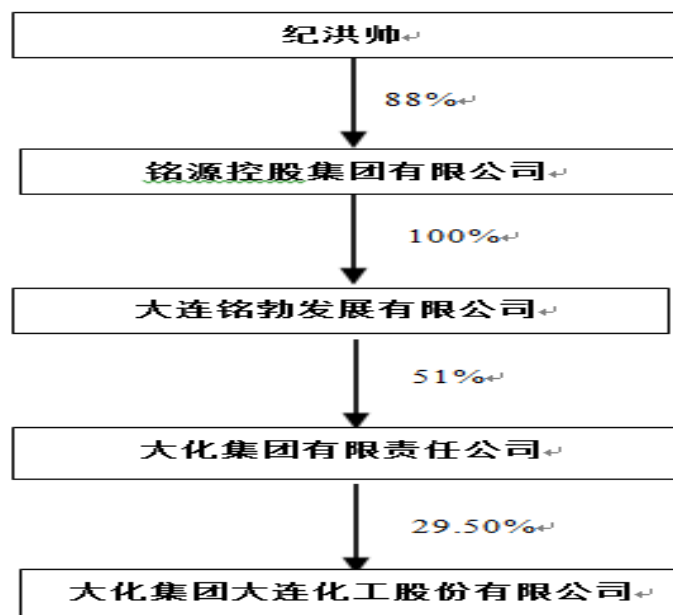 纪洪帅
88%
铭源控股集团有限公司
100%
大连铭勃发展有限公司
51%
大化集团有限责任公司
29.50%
大化集团大连化工股份有限公司